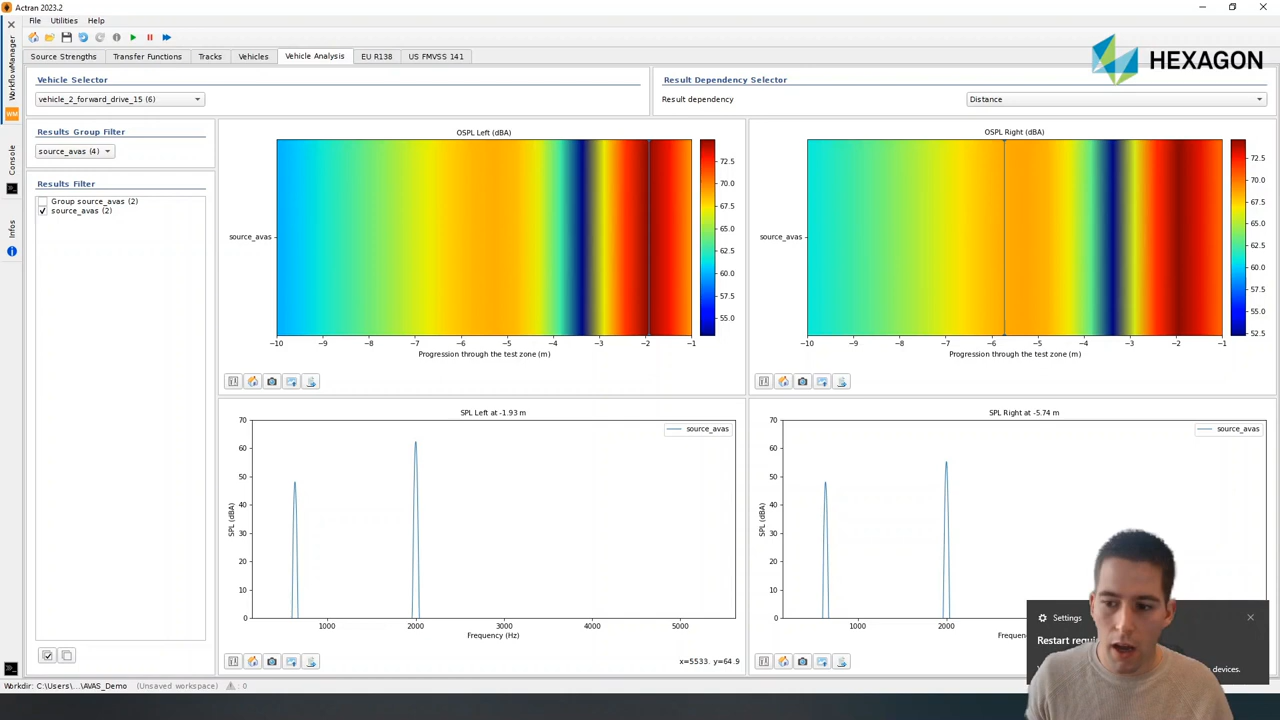 Actran 2023.2
File Utilities Help
WorkflowManager
WM
Console
Infos
Source Strengths Transfer Functions Tracks Vehicles Vehicle Analysis EU R138 US FMVSS 141
HEXAGON
Vehicle Selector
vehicle_2_forward_drive_15 (6)
Result Dependency Selector
Result dependency Distance
Results Group Filter
source_avas (4)
Results Filter
Group source_avas (2)
source_avas (2)
OSPL Left (dBA)
source_avas
−10 −9 −8 −7 −6 −5 −4 −3 −2 −1
Progression through the test zone (m)
72.5
70.0
67.5
65.0
62.5
60.0
57.5
55.0
OSPL Right (dBA)
source_avas
−10 −9 −8 −7 −6 −5 −4 −3 −2 −1
Progression through the test zone (m)
72.5
70.0
67.5
65.0
62.5
60.0
57.5
55.0
52.5
SPL Left at -1.93 m
source_avas
70
60
50
40
30
20
10
0
SPL (dBA)
1000 2000 3000 4000 5000
Frequency (Hz)
x=5533. y=64.9
SPL Right at -5.74 m
source_avas
70
60
50
40
30
20
10
0
SPL (dBA)
1000 2000
Settings
Restart
devices.
Workdir: C:\Users\...\AVAS_Demo (Unsaved workspace) : 0